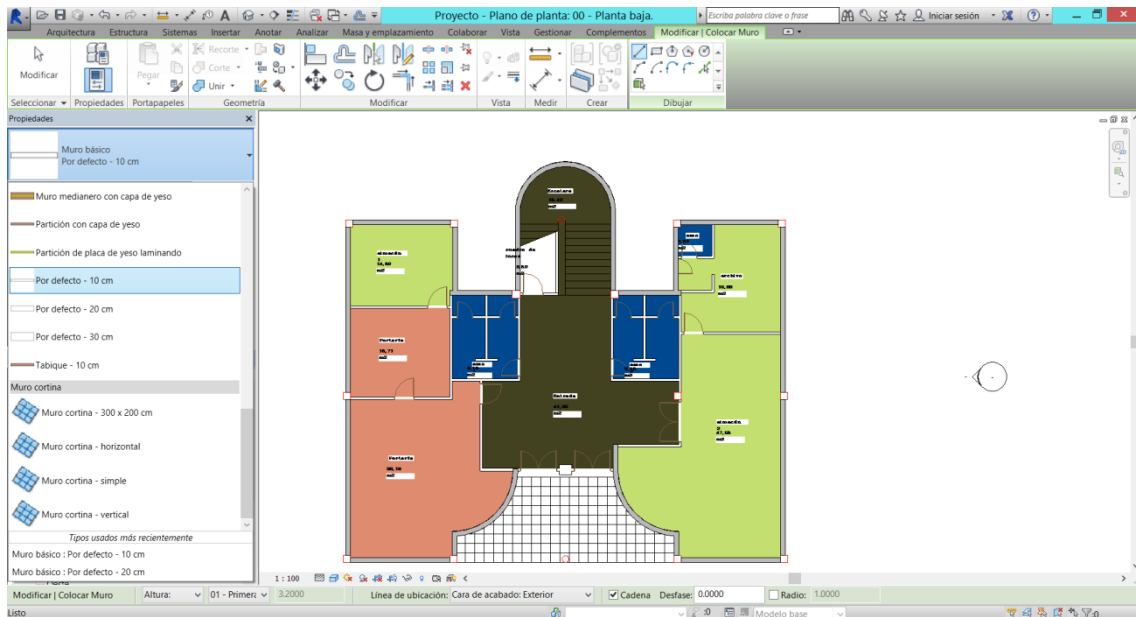 Proyecto - Plano de planta: 00 - Planta baja.
Escriba palabra clave o frase
Iniciar sesión
Arquitectura Estructura Sistemas Insertar Anotar Analizar Masa y emplazamiento Colaborar Vista Gestionar Complementos Modificar | Colocar Muro
Modificar
Pegar
Recorte
Corte
Unir
Seleccionar Propiedades Portapapeles Geometría Modificar Vista Medir Crear Dibujar
Propiedades
Muro básico
Por defecto - 10 cm
Muro medianero con capa de yeso
Partición con capa de yeso
Partición de placa de yeso laminando
Por defecto - 10 cm
Por defecto - 20 cm
Por defecto - 30 cm
Tabique - 10 cm
Muro cortina
Muro cortina - 300 x 200 cm
Muro cortina - horizontal
Muro cortina - simple
Muro cortina - vertical
Tipos usados más recientemente
Muro básico : Por defecto - 10 cm
Muro básico : Por defecto - 20 cm
Escalera
almacén
archivo
Portería
Entrada
almacén
Portería
1 : 100
Modificar | Colocar Muro Altura: 01 - Primera 3.2000 Línea de ubicación: Cara de acabado: Exterior Cadena Desfase: 0.0000 Radio: 1.0000
Listo
:0
Modelo base
:0